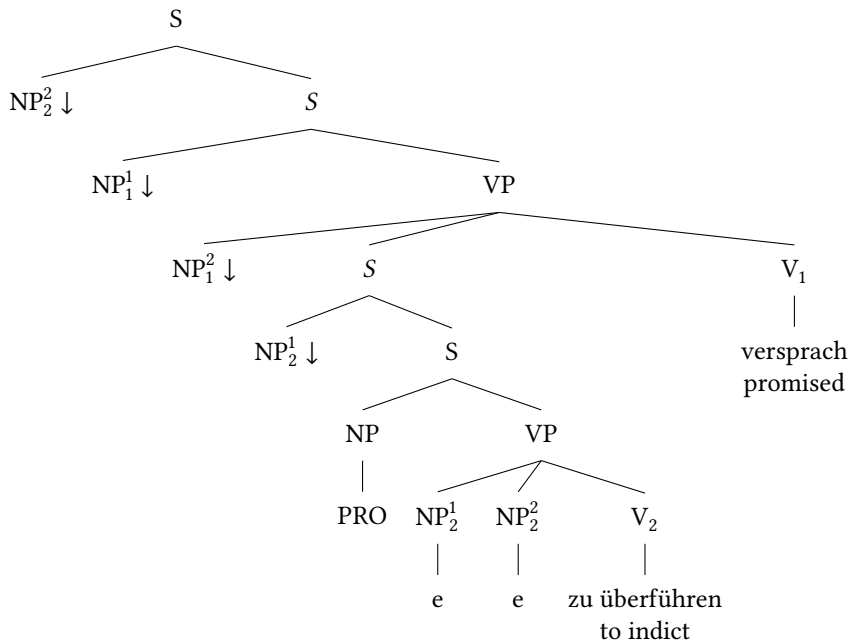 S
NP²₂ ↓ S
NP¹₁ ↓ VP
NP²₁ ↓ S V₁
NP¹₂ ↓ S versprach
promised
NP VP
PRO NP¹₂ NP²₂ V₂
e e zu überführen
to indict